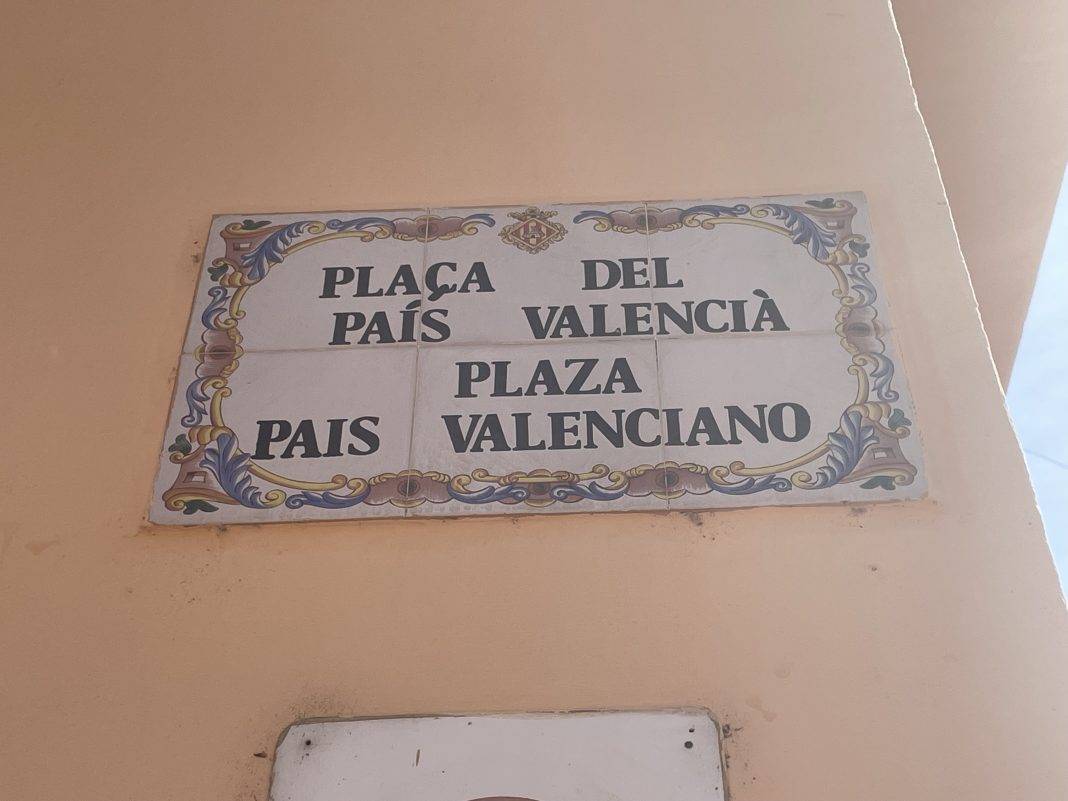 PLAÇA DEL
PAÍS VALENCIÀ
PLAZA
PAIS VALENCIANO